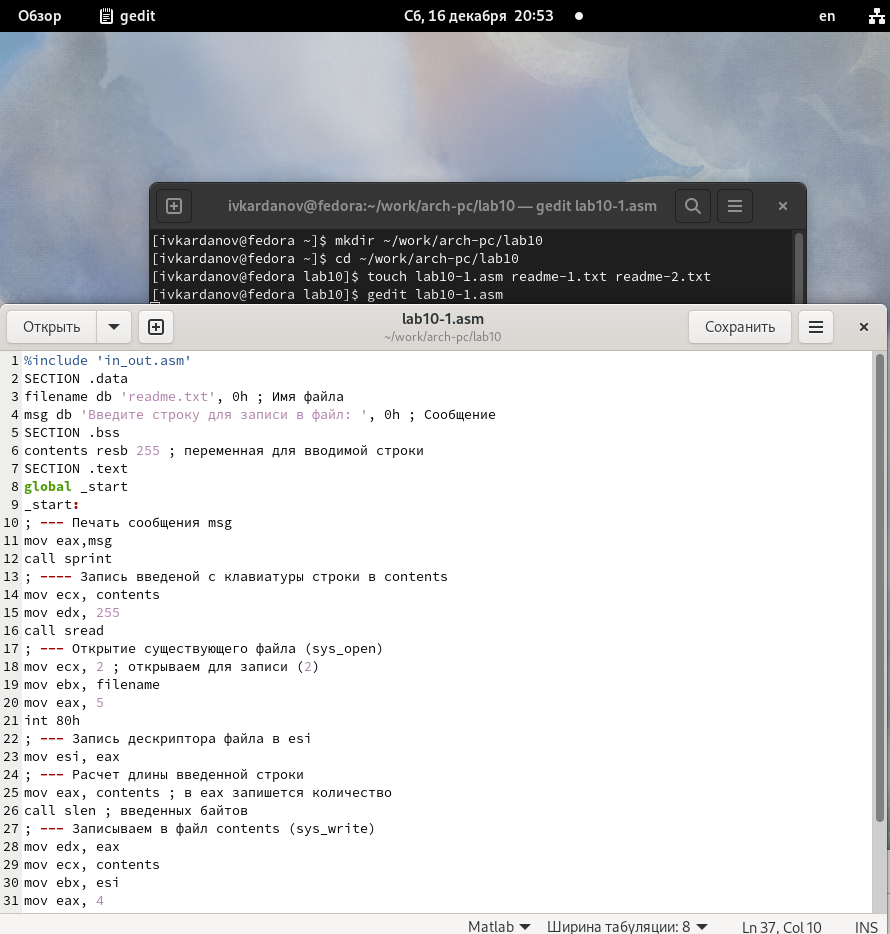 Обзор gedit Сб, 16 декабря 20:53 en
ivkardanov@fedora:~/work/arch-pc/lab10 — gedit lab10-1.asm
[ivkardanov@fedora ~]$ mkdir ~/work/arch-pc/lab10
[ivkardanov@fedora ~]$ cd ~/work/arch-pc/lab10
[ivkardanov@fedora lab10]$ touch lab10-1.asm readme-1.txt readme-2.txt
[ivkardanov@fedora lab10]$ gedit lab10-1.asm
Открыть lab10-1.asm Сохранить
~/work/arch-pc/lab10
1 %include 'in_out.asm'
2 SECTION .data
3 filename db 'readme.txt', 0h ; Имя файла
4 msg db 'Введите строку для записи в файл: ', 0h ; Сообщение
5 SECTION .bss
6 contents resb 255 ; переменная для вводимой строки
7 SECTION .text
8 global _start
9 _start:
10 ; --- Печать сообщения msg
11 mov eax,msg
12 call sprint
13 ; ---- Запись введеной с клавиатуры строки в contents
14 mov ecx, contents
15 mov edx, 255
16 call sread
17 ; --- Открытие существующего файла (sys_open)
18 mov ecx, 2 ; открываем для записи (2)
19 mov ebx, filename
20 mov eax, 5
21 int 80h
22 ; --- Запись дескриптора файла в esi
23 mov esi, eax
24 ; --- Расчет длины введенной строки
25 mov eax, contents ; в eax запишется количество
26 call slen ; введенных байтов
27 ; --- Записываем в файл contents (sys_write)
28 mov edx, eax
29 mov ecx, contents
30 mov ebx, esi
31 mov eax, 4
Matlab Ширина табуляции: 8 Ln 37, Col 10 INS